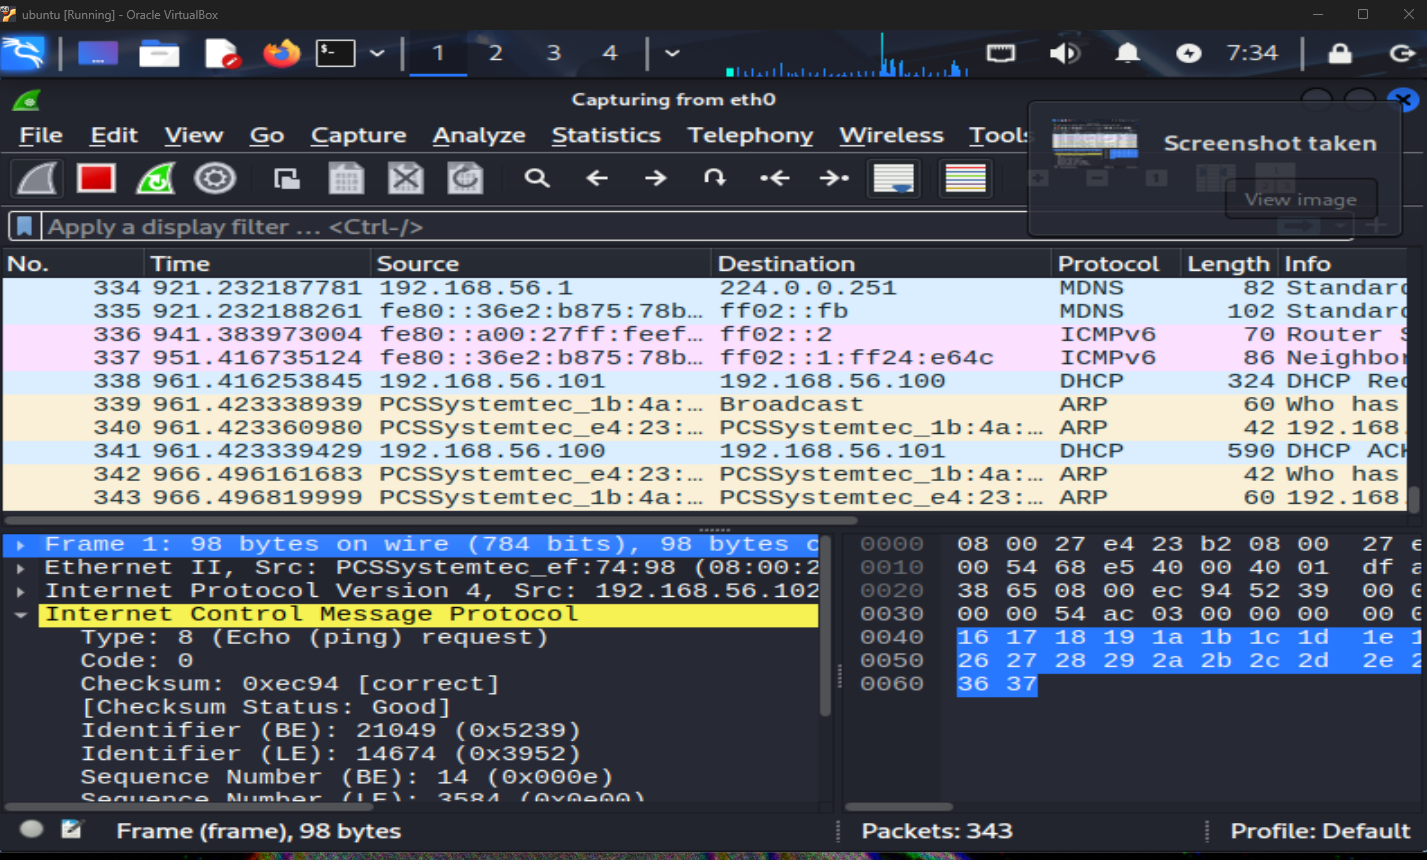 ubuntu [Running] - Oracle VirtualBox
1 2 3 4 7:34
Capturing from eth0
File Edit View Go Capture Analyze Statistics Telephony Wireless Tools
Screenshot taken
View image
Apply a display filter ... <Ctrl-/>
No. Time Source Destination Protocol Length Info
334 921.232187781 192.168.56.1 224.0.0.251 MDNS 82 Standard
335 921.232188261 fe80::36e2:b875:78b… ff02::fb MDNS 102 Standard
336 941.383973004 fe80::a00:27ff:feef… ff02::2 ICMPv6 70 Router S
337 951.416735124 fe80::36e2:b875:78b… ff02::1:ff24:e64c ICMPv6 86 Neighbor
338 961.416253845 192.168.56.101 192.168.56.100 DHCP 324 DHCP Req
339 961.423338939 PCSSystemtec_1b:4a:… Broadcast ARP 60 Who has
340 961.423360980 PCSSystemtec_e4:23:… PCSSystemtec_1b:4a:… ARP 42 192.168.
341 961.423339429 192.168.56.100 192.168.56.101 DHCP 590 DHCP ACK
342 966.496161683 PCSSystemtec_e4:23:… PCSSystemtec_1b:4a:… ARP 42 Who has
343 966.496819999 PCSSystemtec_1b:4a:… PCSSystemtec_e4:23:… ARP 60 192.168.
Frame 1: 98 bytes on wire (784 bits), 98 bytes c
Ethernet II, Src: PCSSystemtec_ef:74:98 (08:00:2
Internet Protocol Version 4, Src: 192.168.56.102
Internet Control Message Protocol
Type: 8 (Echo (ping) request)
Code: 0
Checksum: 0xec94 [correct]
[Checksum Status: Good]
Identifier (BE): 21049 (0x5239)
Identifier (LE): 14674 (0x3952)
Sequence Number (BE): 14 (0x000e)
Sequence Number (LE): 3584 (0x0e00)
0000 08 00 27 e4 23 b2 08 00 27 e
0010 00 54 68 e5 40 00 40 01 df a
0020 38 65 08 00 ec 94 52 39 00 0
0030 00 00 54 ac 03 00 00 00 00 0
0040 16 17 18 19 1a 1b 1c 1d 1e 1
0050 26 27 28 29 2a 2b 2c 2d 2e 2
0060 36 37
Frame (frame), 98 bytes
Packets: 343
Profile: Default